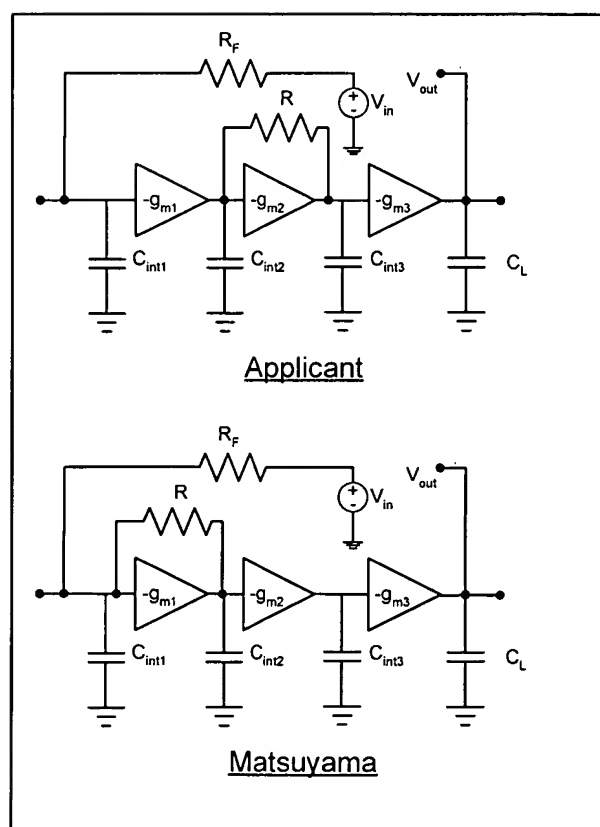 R_F
V_out
R
+
-
V_in
-g_m1
-g_m2
-g_m3
C_int1
C_int2
C_int3
C_L
Applicant
R_F
V_out
R
+
-
V_in
-g_m1
-g_m2
-g_m3
C_int1
C_int2
C_int3
C_L
Matsuyama